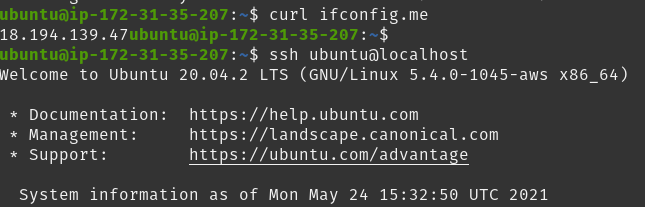 ubuntu@ip-172-31-35-207:~$ curl ifconfig.me
18.194.139.47ubuntu@ip-172-31-35-207:~$
ubuntu@ip-172-31-35-207:~$ ssh ubuntu@localhost
Welcome to Ubuntu 20.04.2 LTS (GNU/Linux 5.4.0-1045-aws x86_64)
* Documentation:  https://help.ubuntu.com
* Management:     https://landscape.canonical.com
* Support:        https://ubuntu.com/advantage
System information as of Mon May 24 15:32:50 UTC 2021